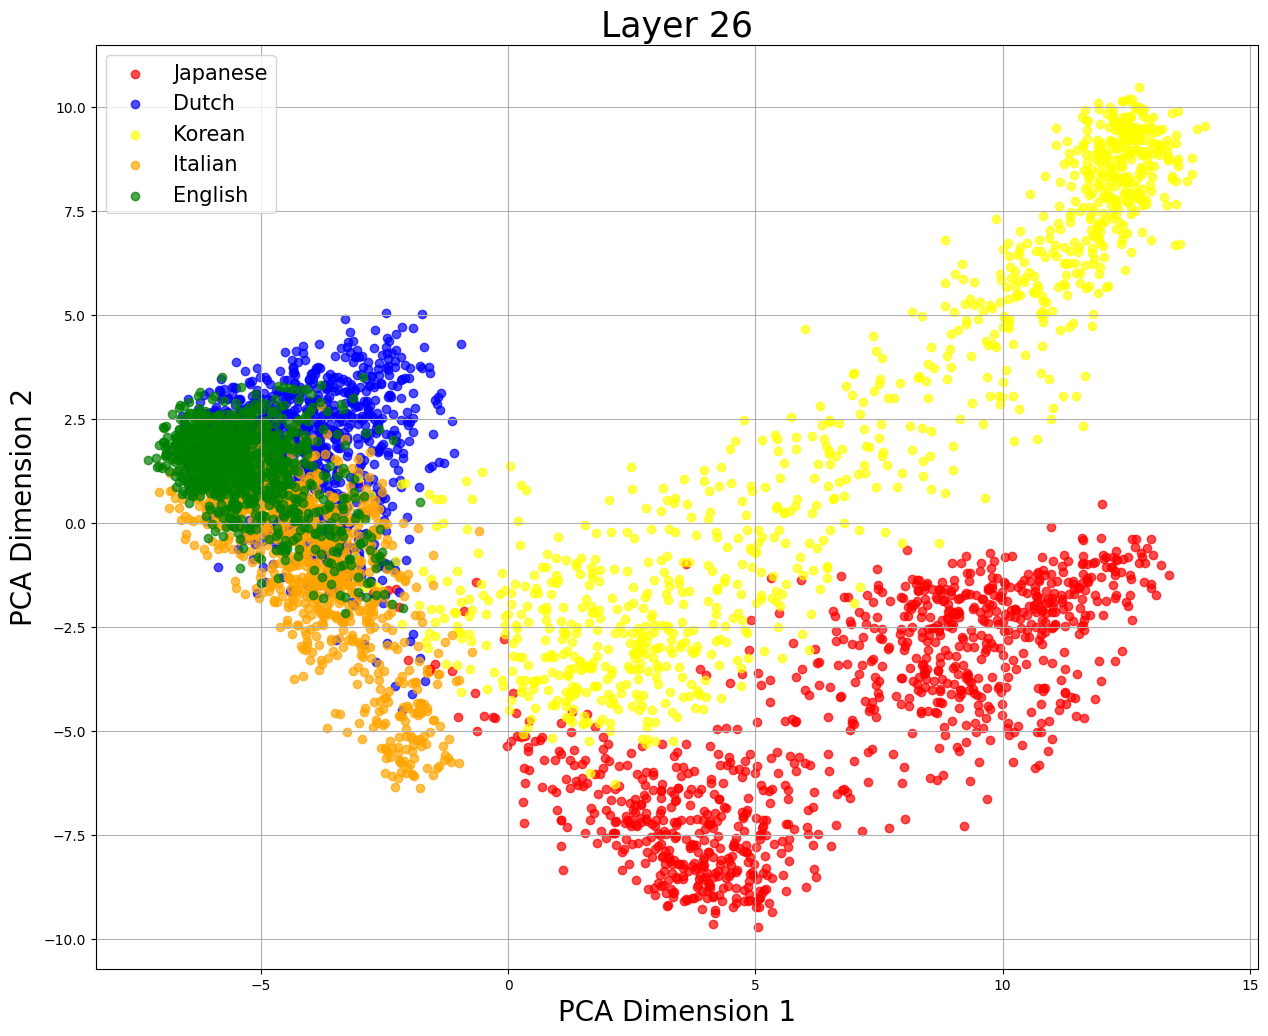 Layer 26
Japanese
Dutch
Korean
Italian
English
10.0
7.5
5.0
2.5
0.0
−2.5
−5.0
−7.5
−10.0
PCA Dimension 2
−5
0
5
10
15
PCA Dimension 1